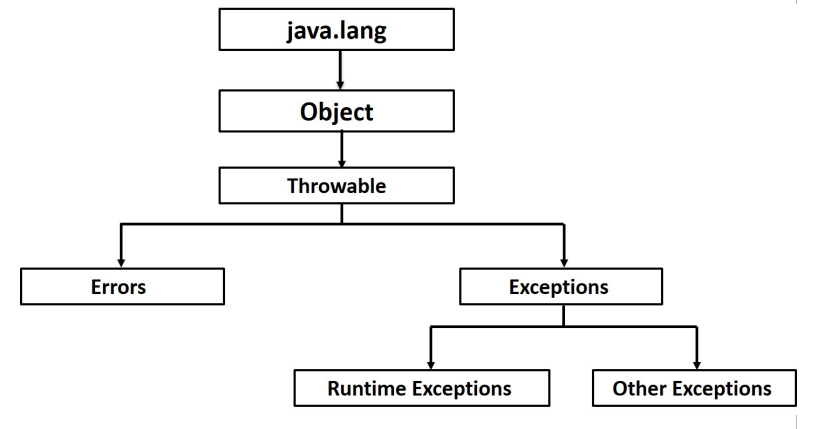 java.lang
Object
Throwable
Errors
Exceptions
Runtime Exceptions
Other Exceptions